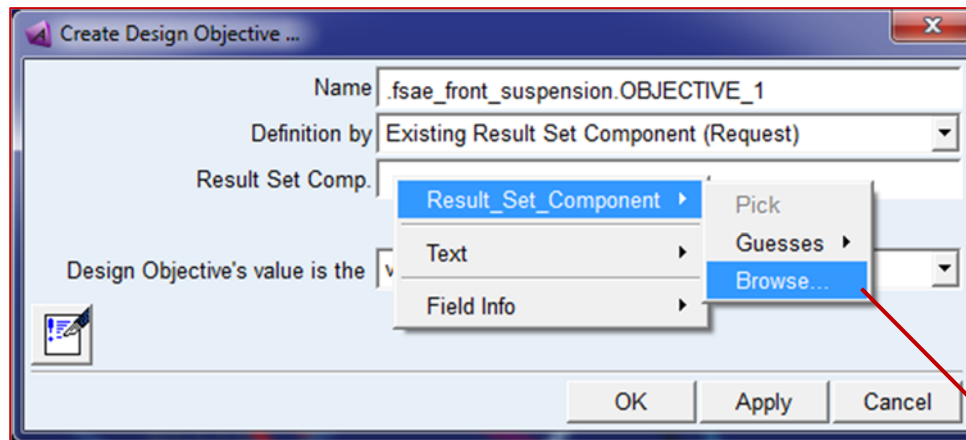 Create Design Objective ...
Name .fsae_front_suspension.OBJECTIVE_1
Definition by Existing Result Set Component (Request)
Result Set Comp.
Result_Set_Component
Pick
Text
Guesses
Design Objective's value is the
Browse...
Field Info
OK Apply Cancel